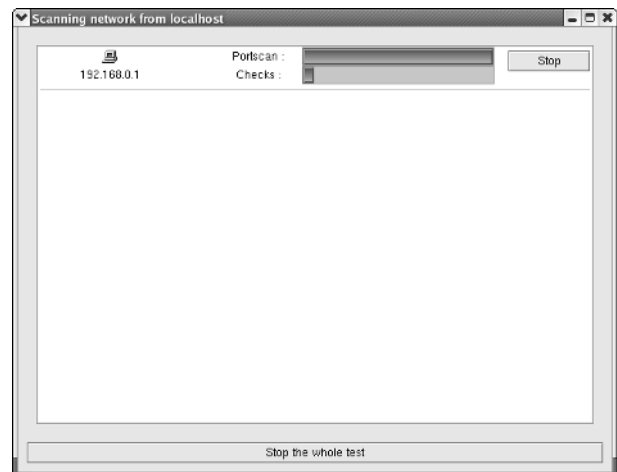 Scanning network from localhost
Portscan :
Stop
192.168.0.1
Checks :
Stop the whole test